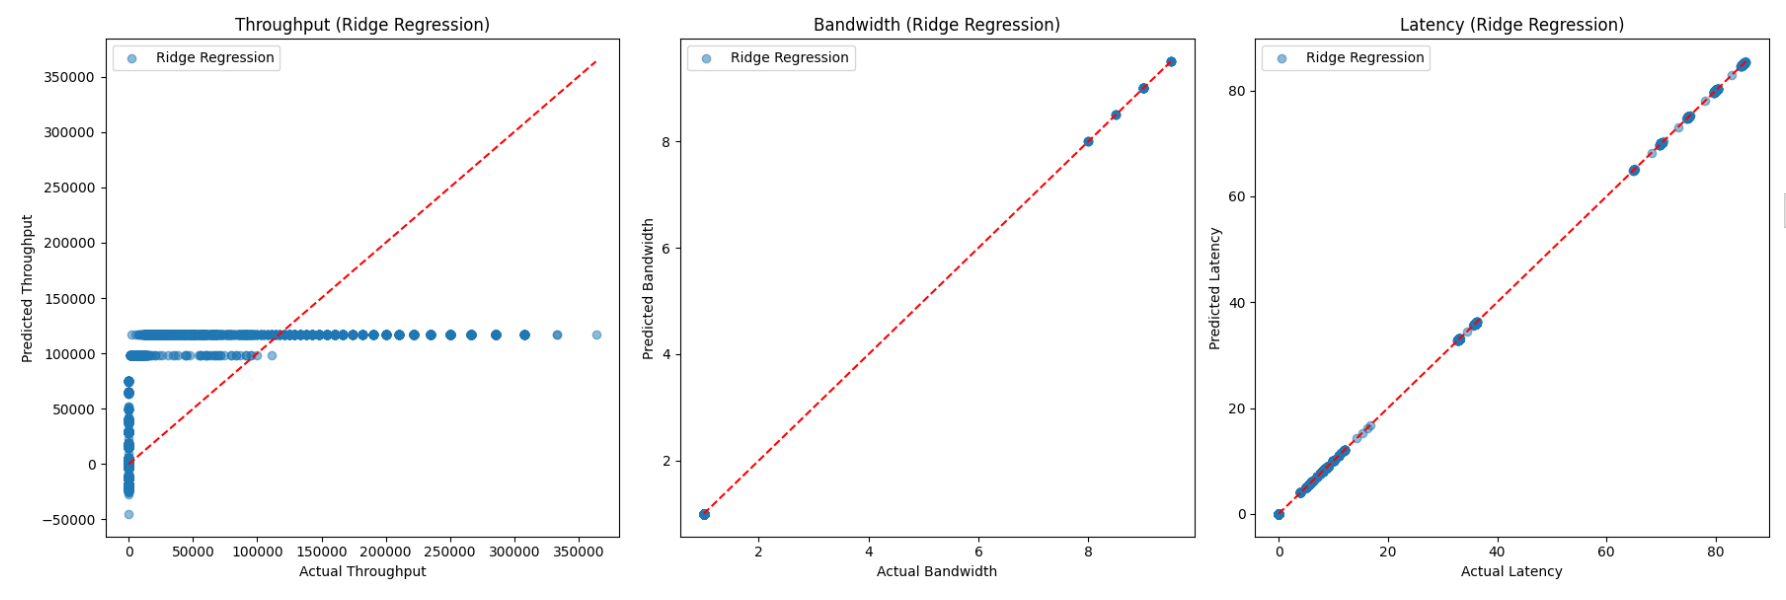 Throughput (Ridge Regression)
Ridge Regression
350000
300000
250000
200000
150000
100000
50000
0
−50000
Predicted Throughput
0 50000 100000 150000 200000 250000 300000 350000
Actual Throughput
Bandwidth (Ridge Regression)
Ridge Regression
8
6
4
2
Predicted Bandwidth
2 4 6 8
Actual Bandwidth
Latency (Ridge Regression)
Ridge Regression
80
60
40
20
0
Predicted Latency
0 20 40 60 80
Actual Latency